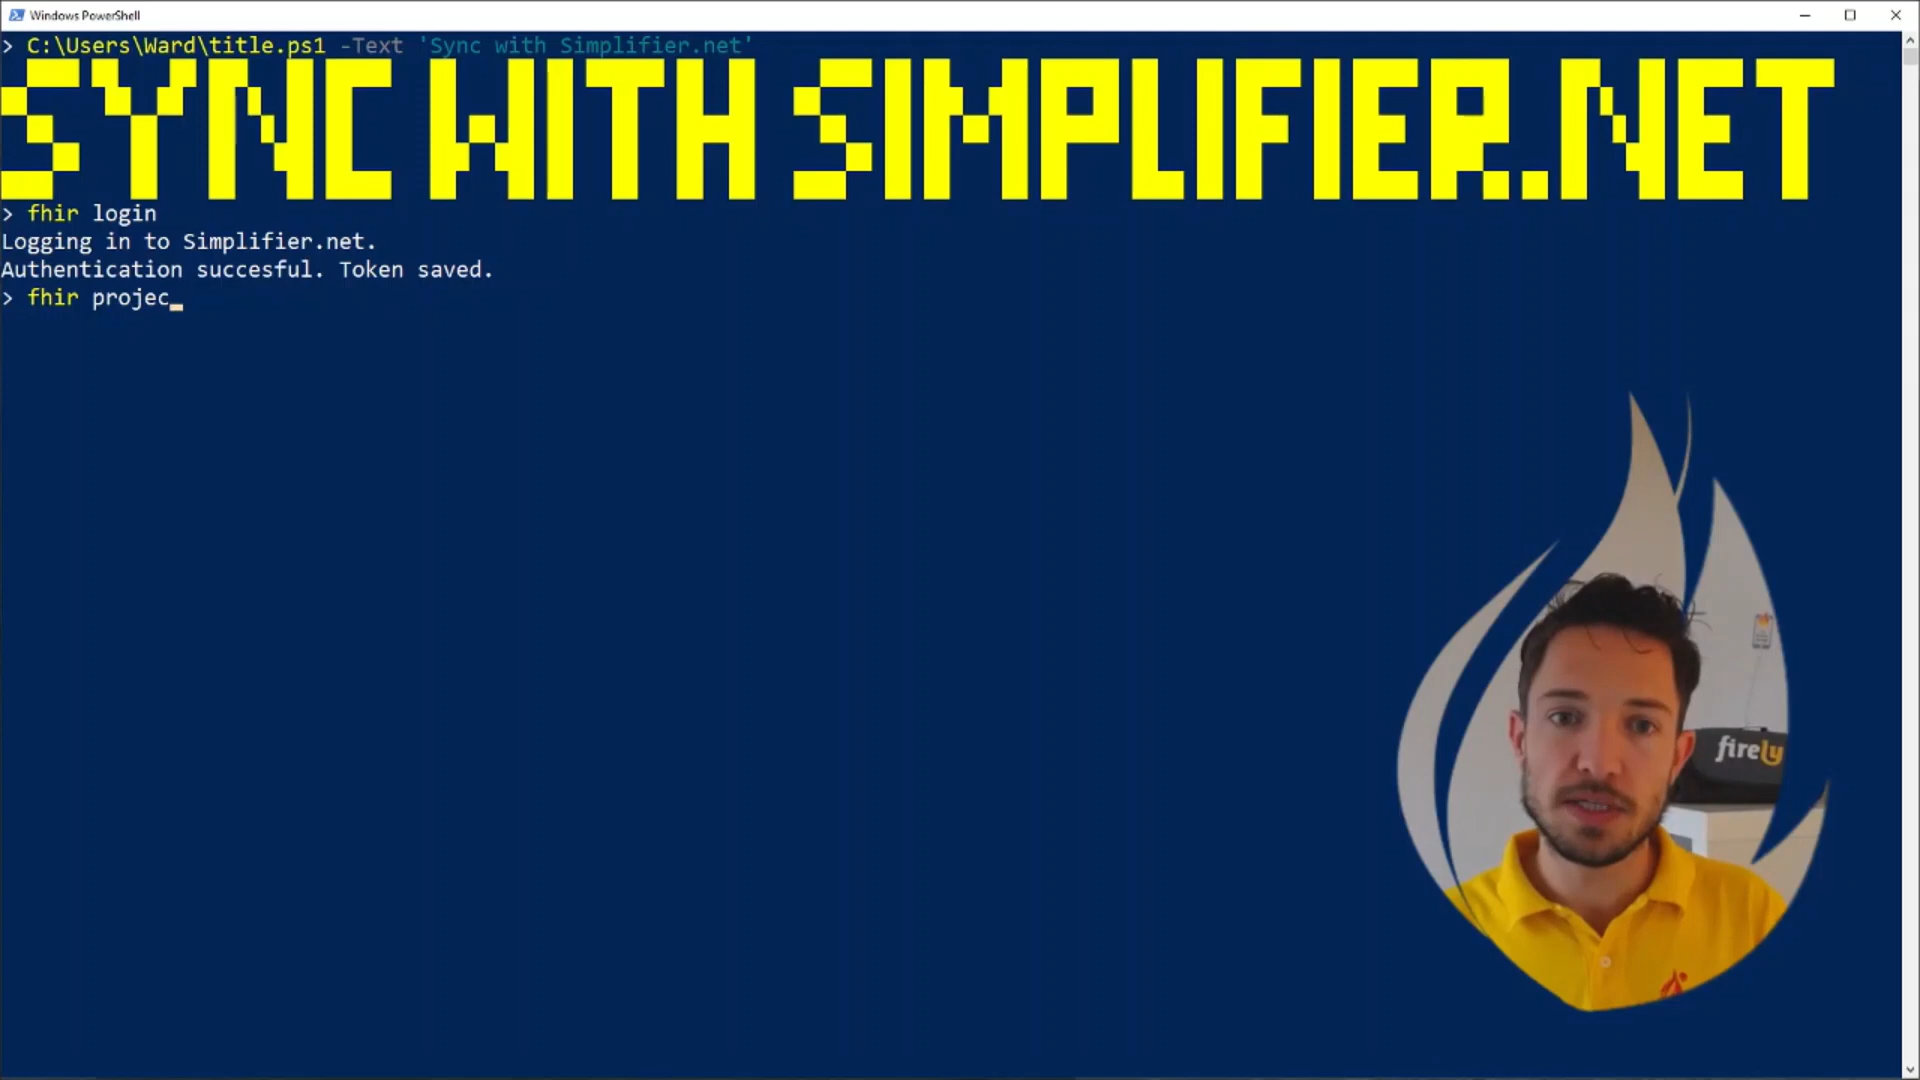 Windows PowerShell
> C:\Users\Ward\title.ps1 -Text 'Sync with Simplifier.net'
SYNC WITH SIMPLIFIER.NET
> fhir login
Logging in to Simplifier.net.
Authentication succesful. Token saved.
> fhir projec_
firely